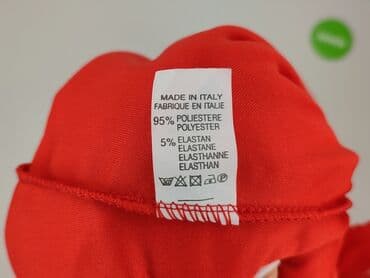 MADE IN ITALY
FABRIQUE EN ITALIE
95% POLIESTERE
POLYESTER
5% ELASTAN
ELASTANE
ELASTHANNE
ELASTHAN